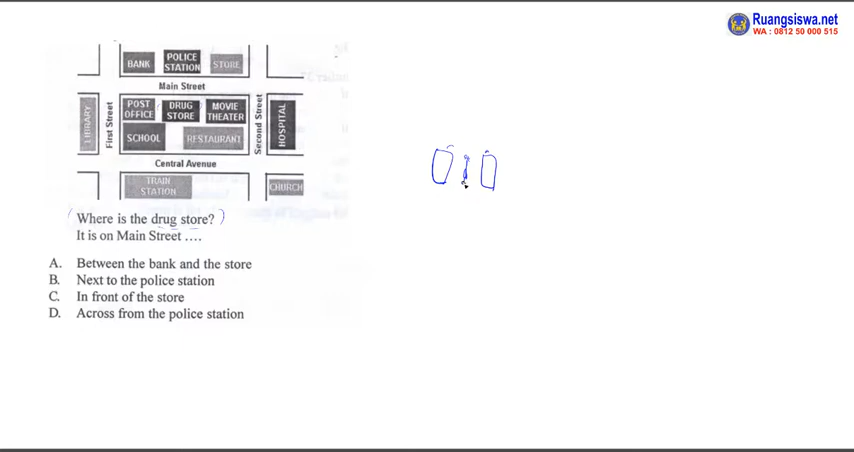 Ruangsiswa.net
WA : 0812 50 000 515
BANK
POLICE
STATION
STORE
Main Street
LIBRARY
First Street
POST
OFFICE
DRUG
STORE
MOVIE
THEATER
Second Street
HOSPITAL
SCHOOL
RESTAURANT
Central Avenue
TRAIN
STATION
CHURCH
Where is the drug store?
It is on Main Street ....
A. Between the bank and the store
B. Next to the police station
C. In front of the store
D. Across from the police station